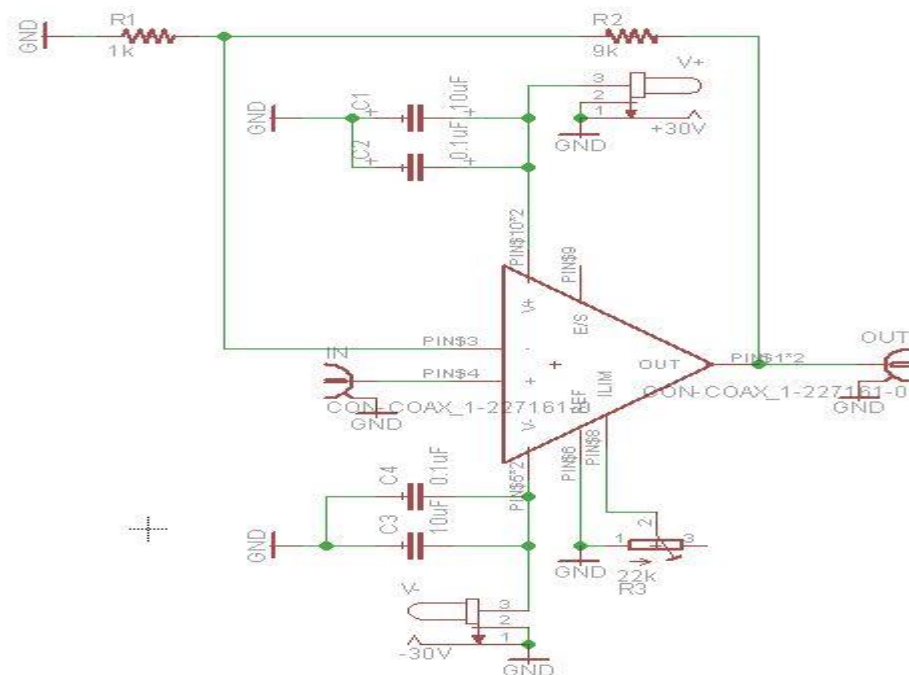 R1
1k
GND
R2
9k
V+
3
2
1
+30V
GND
GND
C1
10uF
C2
0.1uF
PIN$10*2
PIN$9
V+
E/S
PIN$3
-
IN
PIN$4
+
CON-COAX_1-227161-0
GND
OUT
PIN$1*2
OUT
CON-COAX_1-227161-0
GND
V-
REF
ILIM
PIN$5*2
PIN$6
PIN$8
C4
0.1uF
C3
10uF
GND
2
1
3
GND
22k
R3
V-
3
2
1
-30V
GND